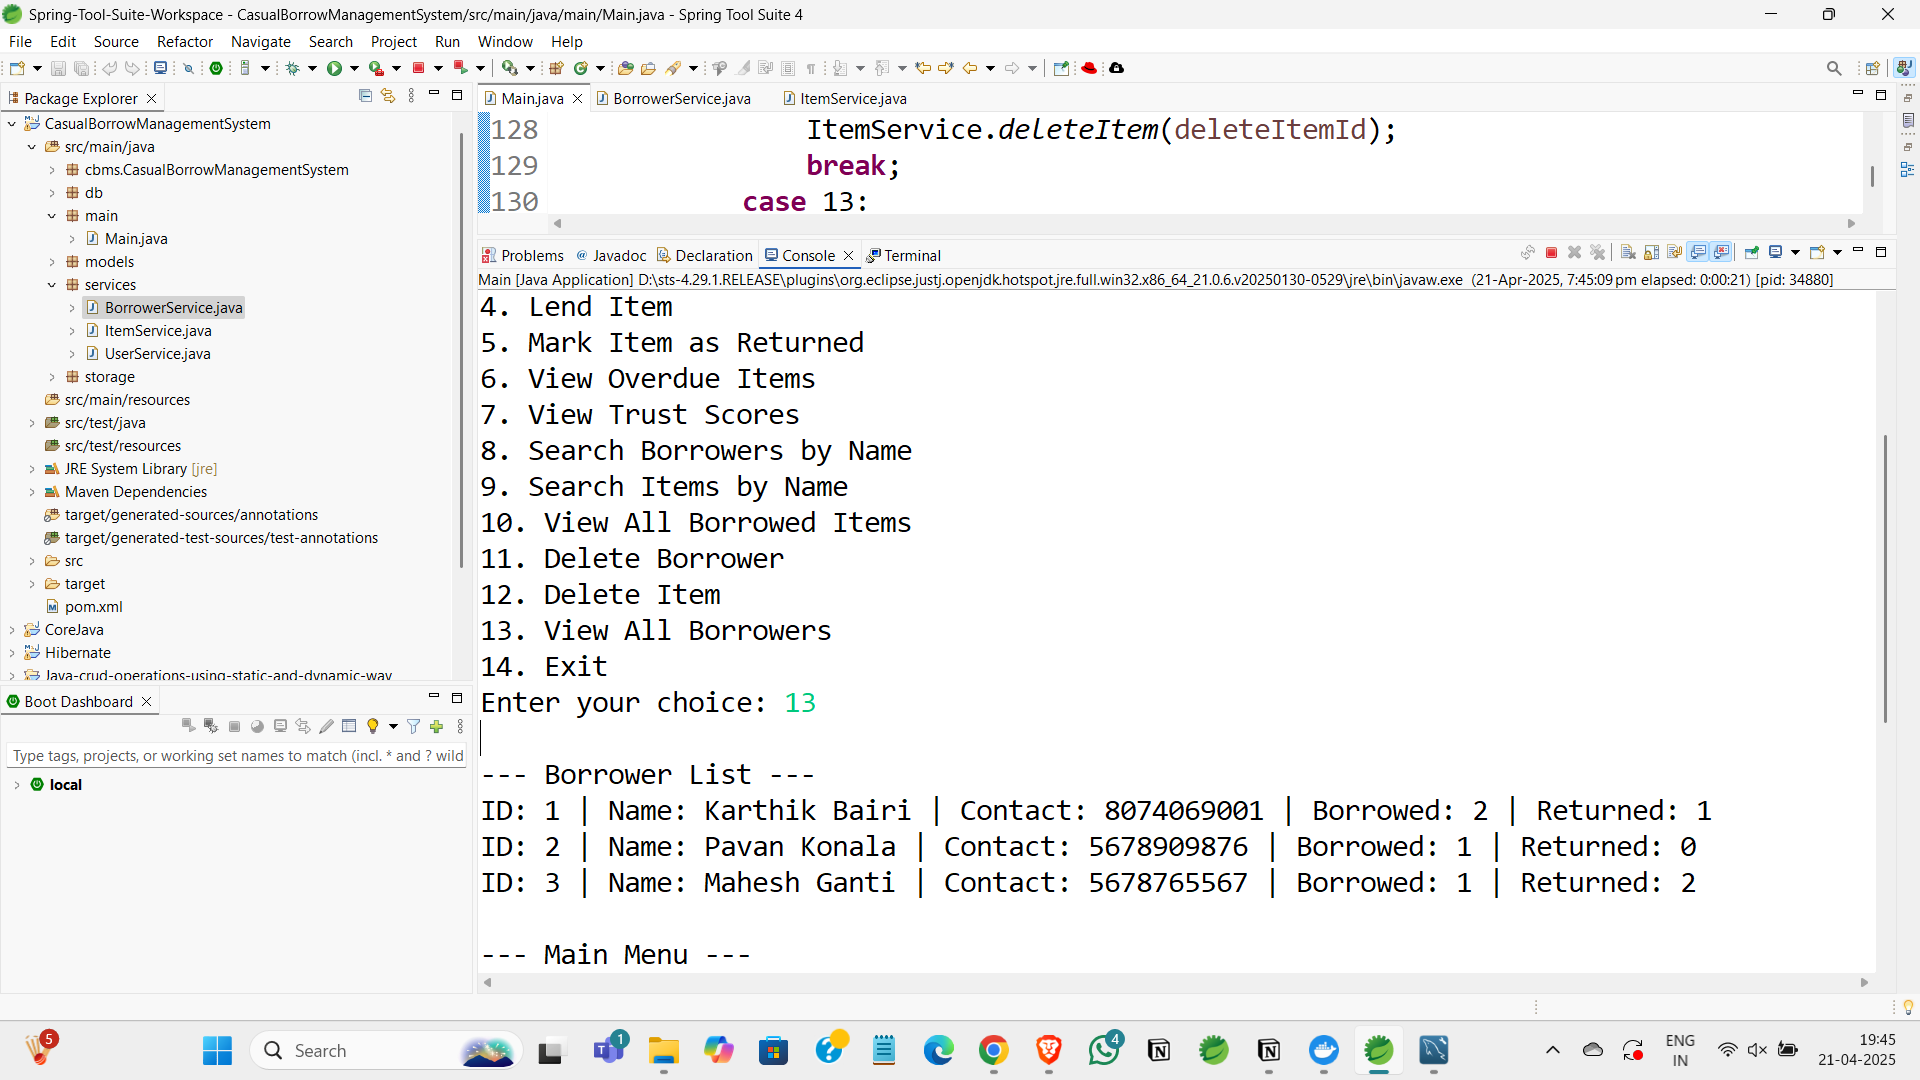 Spring-Tool-Suite-Workspace - CasualBorrowManagementSystem/src/main/java/main/Main.java - Spring Tool Suite 4
File Edit Source Refactor Navigate Search Project Run Window Help
Package Explorer
CasualBorrowManagementSystem
src/main/java
cbms.CasualBorrowManagementSystem
db
main
Main.java
models
services
BorrowerService.java
ItemService.java
UserService.java
storage
src/main/resources
src/test/java
src/test/resources
JRE System Library [jre]
Maven Dependencies
target/generated-sources/annotations
target/generated-test-sources/test-annotations
src
target
pom.xml
CoreJava
Hibernate
Java-crud-operations-using-static-and-dynamic-way
Boot Dashboard
Type tags, projects, or working set names to match (incl. * and ? wild
local
Main.java BorrowerService.java ItemService.java
128 ItemService.deleteItem(deleteItemId);
129 break;
130 case 13:
Problems Javadoc Declaration Console Terminal
Main [Java Application] D:\sts-4.29.1.RELEASE\plugins\org.eclipse.justj.openjdk.hotspot.jre.full.win32.x86_64_21.0.6.v20250130-0529\jre\bin\javaw.exe (21-Apr-2025, 7:45:09 pm elapsed: 0:00:21) [pid: 34880]
4. Lend Item
5. Mark Item as Returned
6. View Overdue Items
7. View Trust Scores
8. Search Borrowers by Name
9. Search Items by Name
10. View All Borrowed Items
11. Delete Borrower
12. Delete Item
13. View All Borrowers
14. Exit
Enter your choice: 13
--- Borrower List ---
ID: 1 | Name: Karthik Bairi | Contact: 8074069001 | Borrowed: 2 | Returned: 1
ID: 2 | Name: Pavan Konala | Contact: 5678909876 | Borrowed: 1 | Returned: 0
ID: 3 | Name: Mahesh Ganti | Contact: 5678765567 | Borrowed: 1 | Returned: 2
--- Main Menu ---
5
Search
1
4
ENG
IN
19:45
21-04-2025